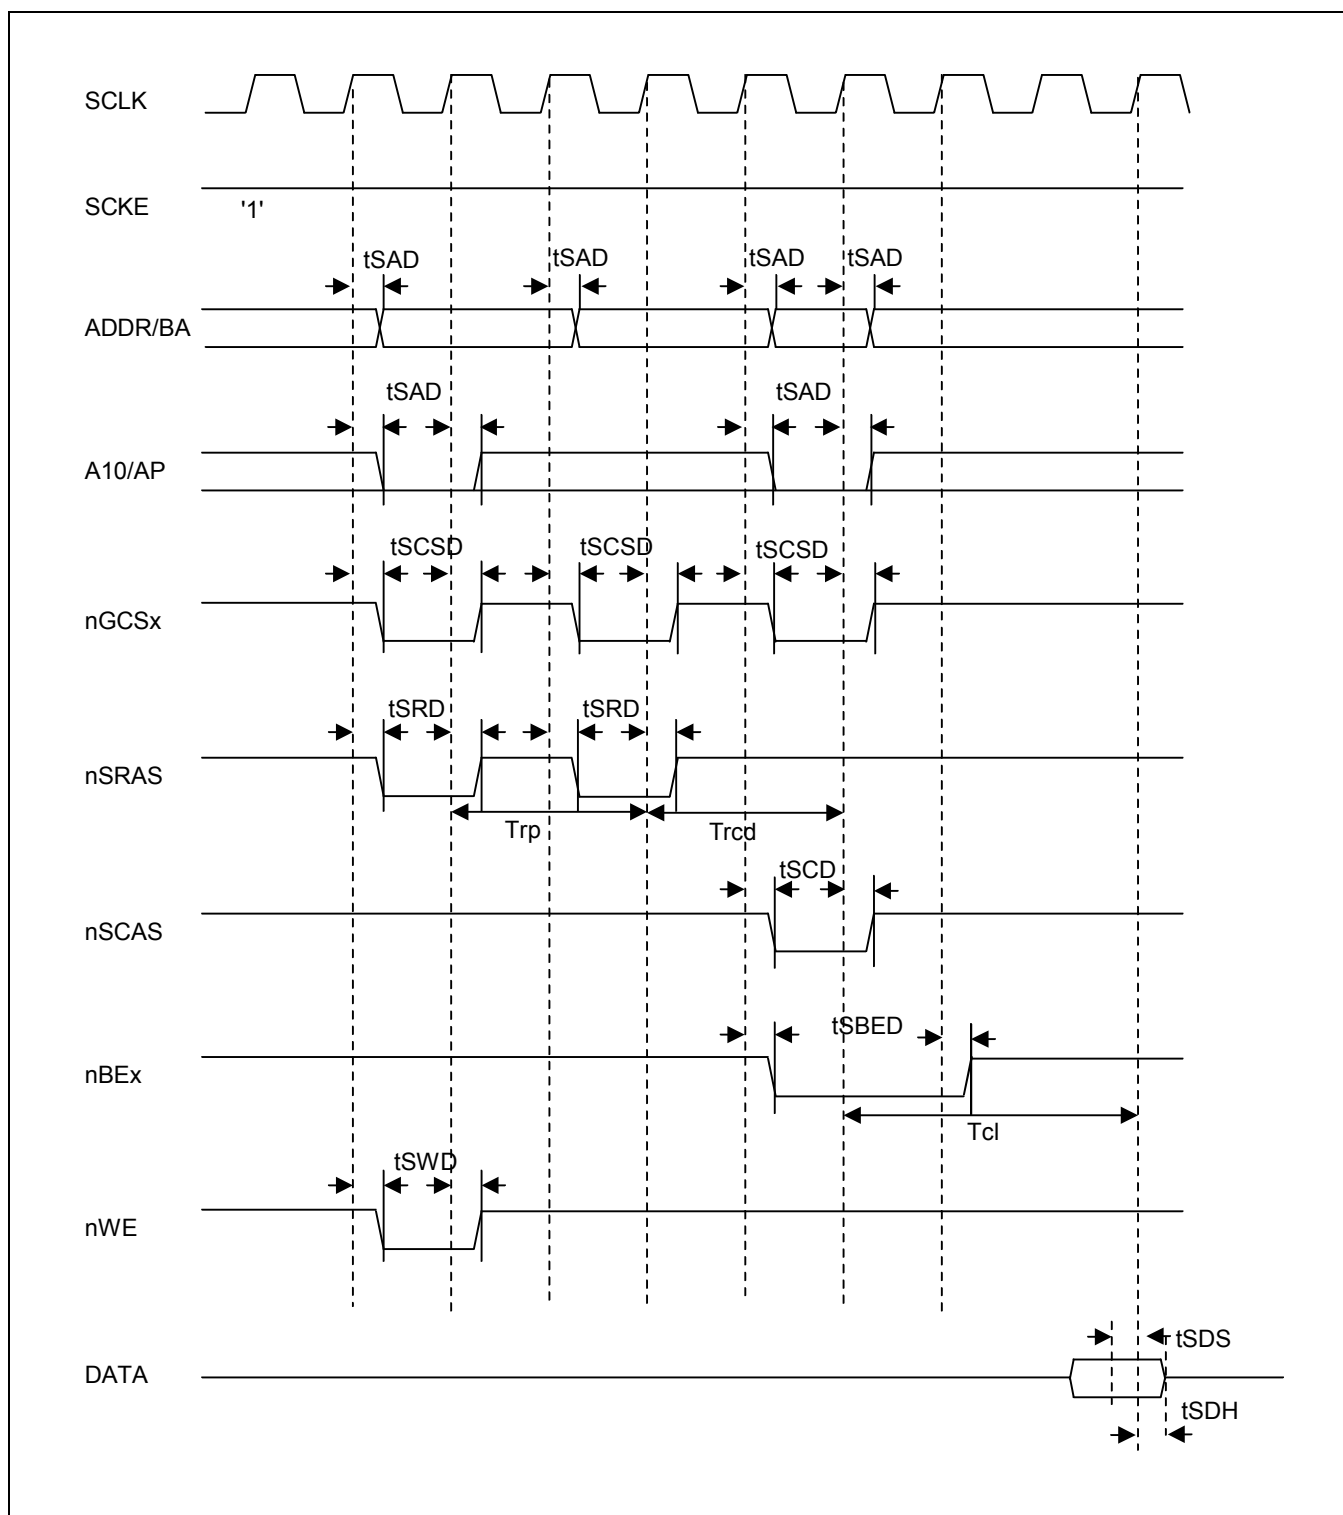 SCLK
SCKE '1'
tSAD tSAD tSAD tSAD
ADDR/BA
tSAD tSAD
A10/AP
tSCSD tSCSD tSCSD
nGCSx
tSRD tSRD
nSRAS
Trp Trcd
tSCD
nSCAS
tSBED
nBEx
Tcl
tSWD
nWE
tSDS
DATA
tSDH